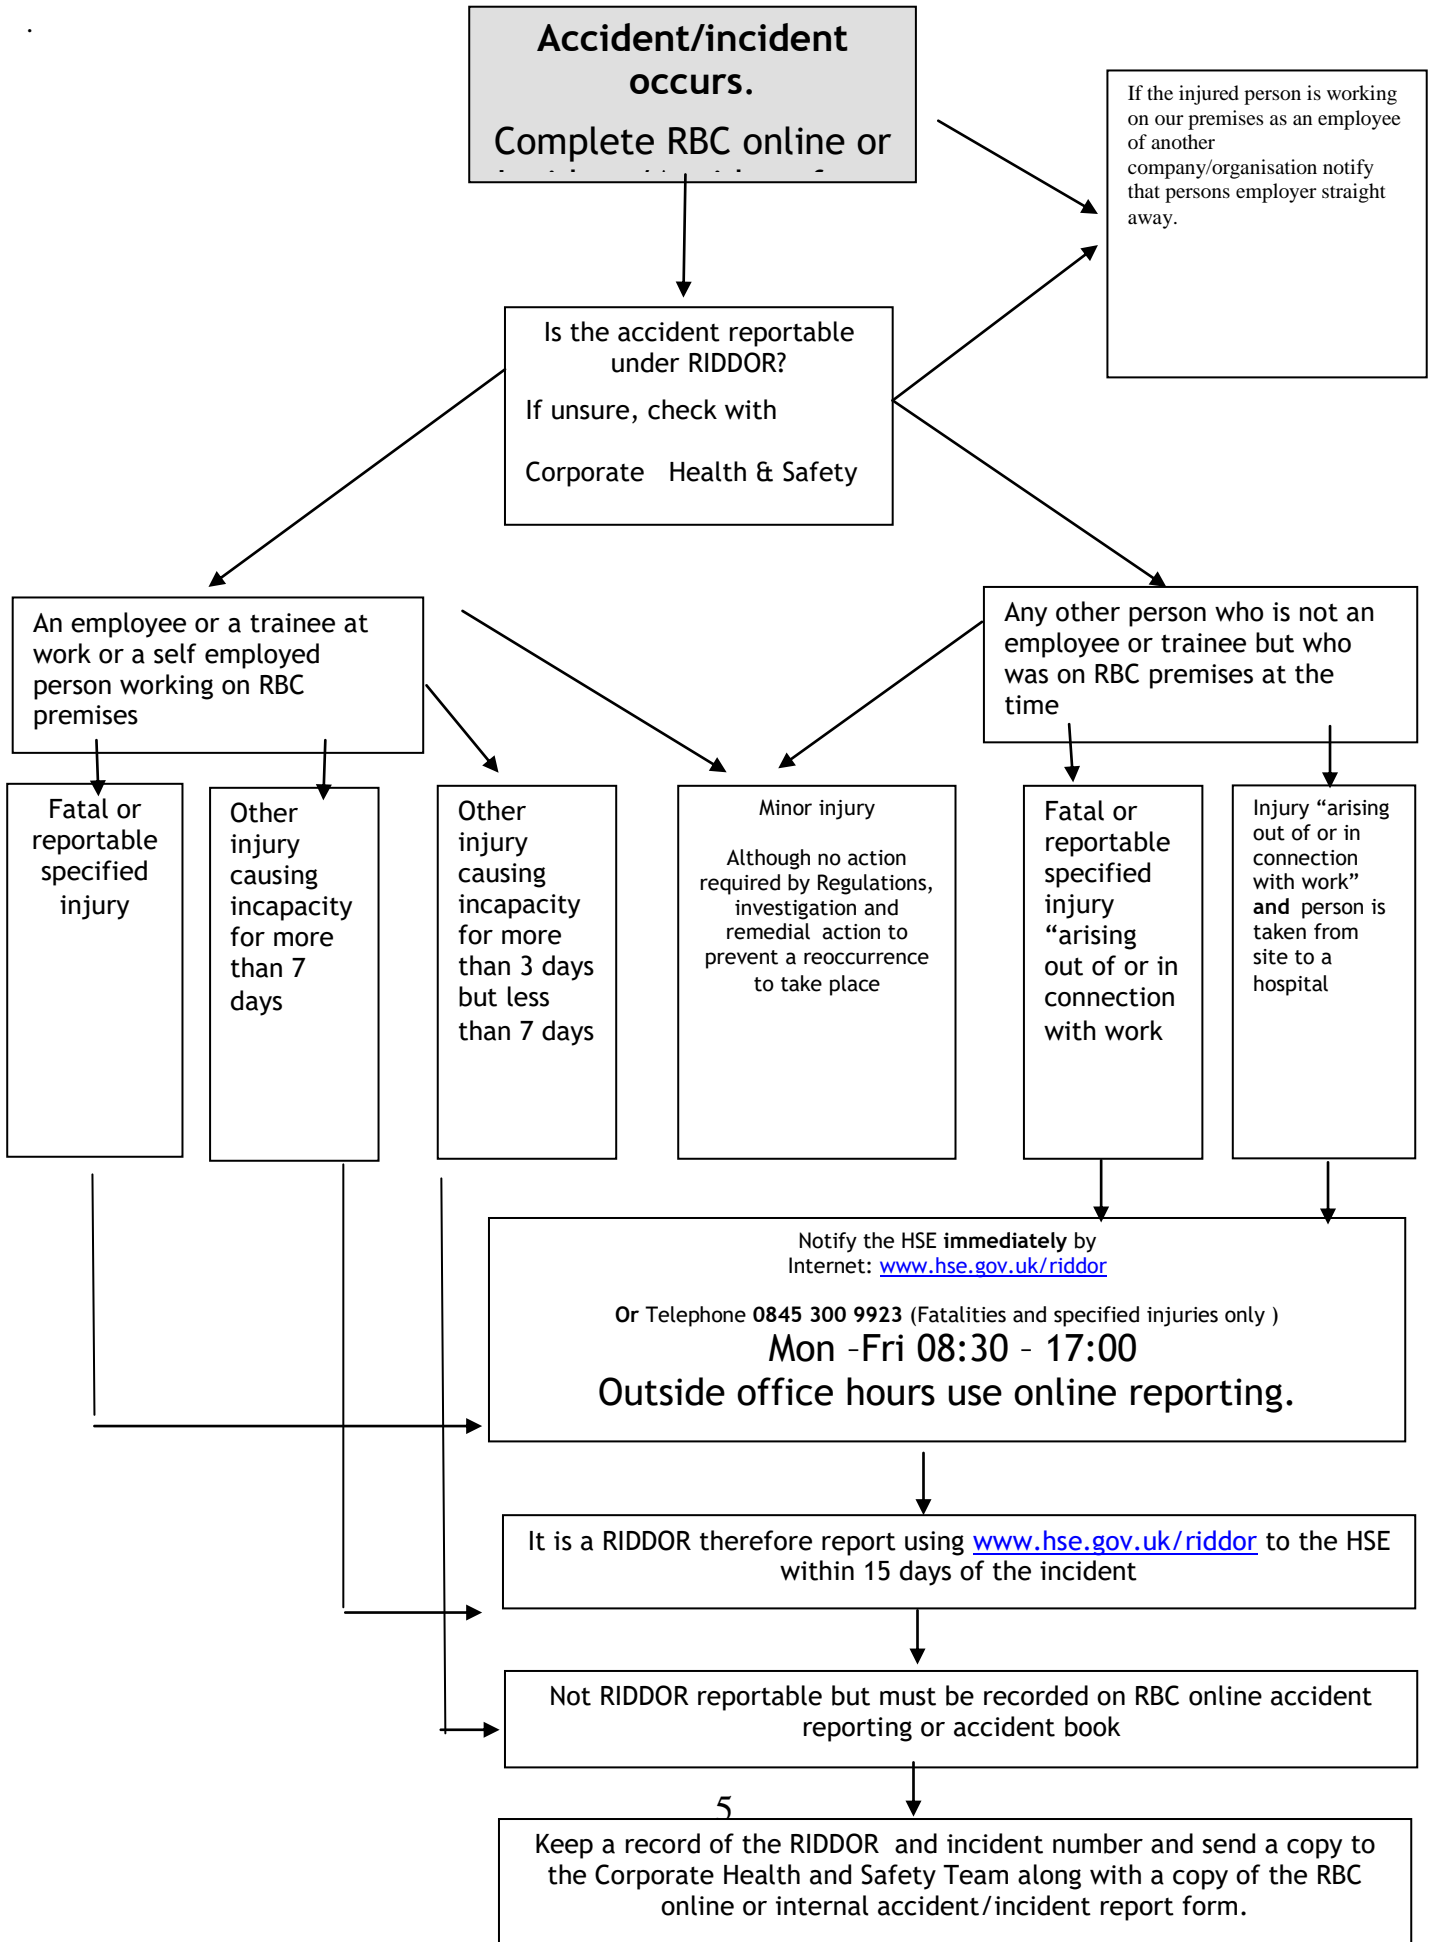 .
Accident/incident
occurs.
Complete RBC online or
If the injured person is working
on our premises as an employee
of another
company/organisation notify
that persons employer straight
away.
Is the accident reportable
under RIDDOR?
If unsure, check with
Corporate Health & Safety
An employee or a trainee at
work or a self employed
person working on RBC
premises
Any other person who is not an
employee or trainee but who
was on RBC premises at the
time
Fatal or
reportable
specified
injury
Other
injury
causing
incapacity
for more
than 7
days
Other
injury
causing
incapacity
for more
than 3 days
but less
than 7 days
Minor injury
Although no action
required by Regulations,
investigation and
remedial action to
prevent a reoccurrence
to take place
Fatal or
reportable
specified
injury
“arising
out of or in
connection
with work
Injury “arising
out of or in
connection
with work”
and person is
taken from
site to a
hospital
Notify the HSE immediately by
Internet: www.hse.gov.uk/riddor
Or Telephone 0845 300 9923 (Fatalities and specified injuries only )
Mon –Fri 08:30 – 17:00
Outside office hours use online reporting.
It is a RIDDOR therefore report using www.hse.gov.uk/riddor to the HSE
within 15 days of the incident
Not RIDDOR reportable but must be recorded on RBC online accident
reporting or accident book
5
Keep a record of the RIDDOR and incident number and send a copy to
the Corporate Health and Safety Team along with a copy of the RBC
online or internal accident/incident report form.